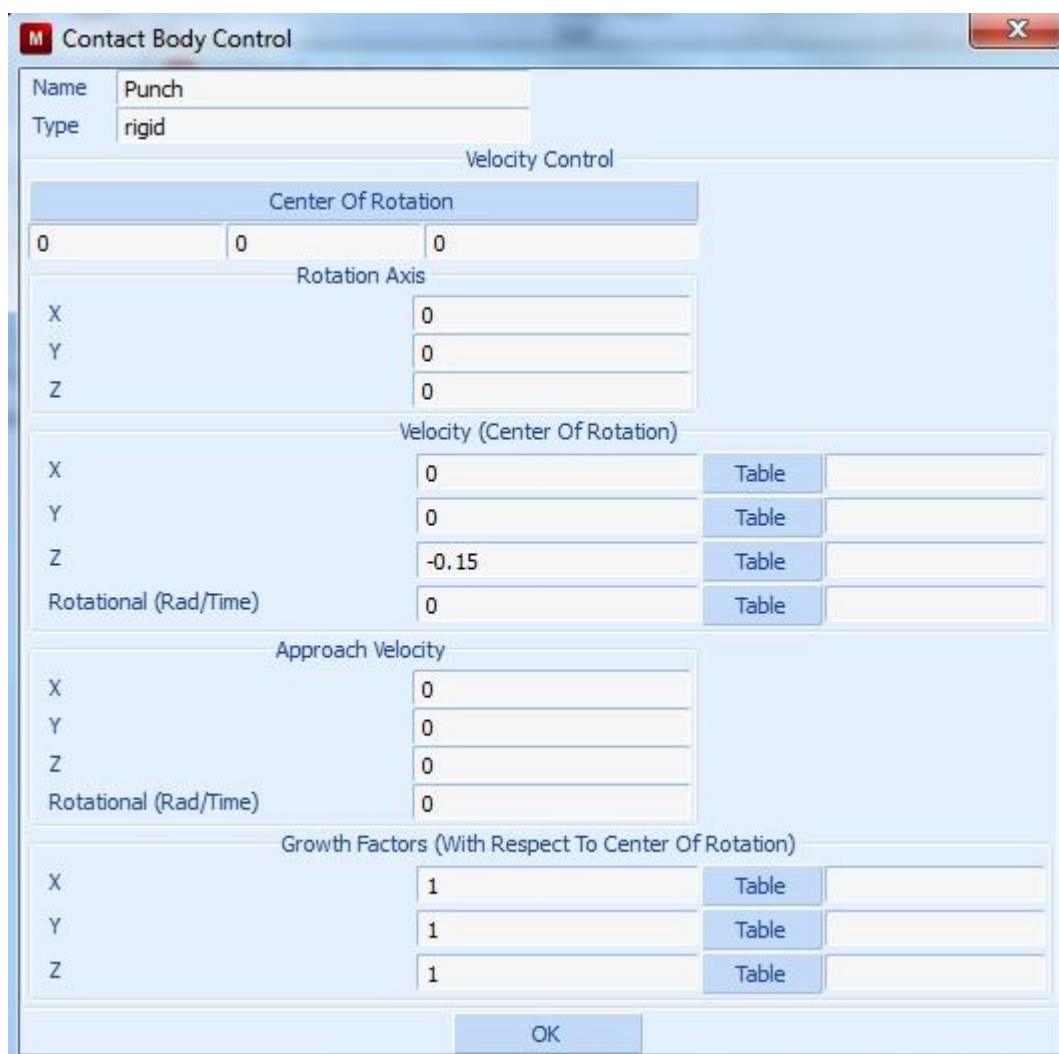 M Contact Body Control X
Name Punch
Type rigid
Velocity Control
Center Of Rotation
0 0 0
Rotation Axis
X 0
Y 0
Z 0
Velocity (Center Of Rotation)
X 0 Table
Y 0 Table
Z -0.15 Table
Rotational (Rad/Time) 0 Table
Approach Velocity
X 0
Y 0
Z 0
Rotational (Rad/Time) 0
Growth Factors (With Respect To Center Of Rotation)
X 1 Table
Y 1 Table
Z 1 Table
OK